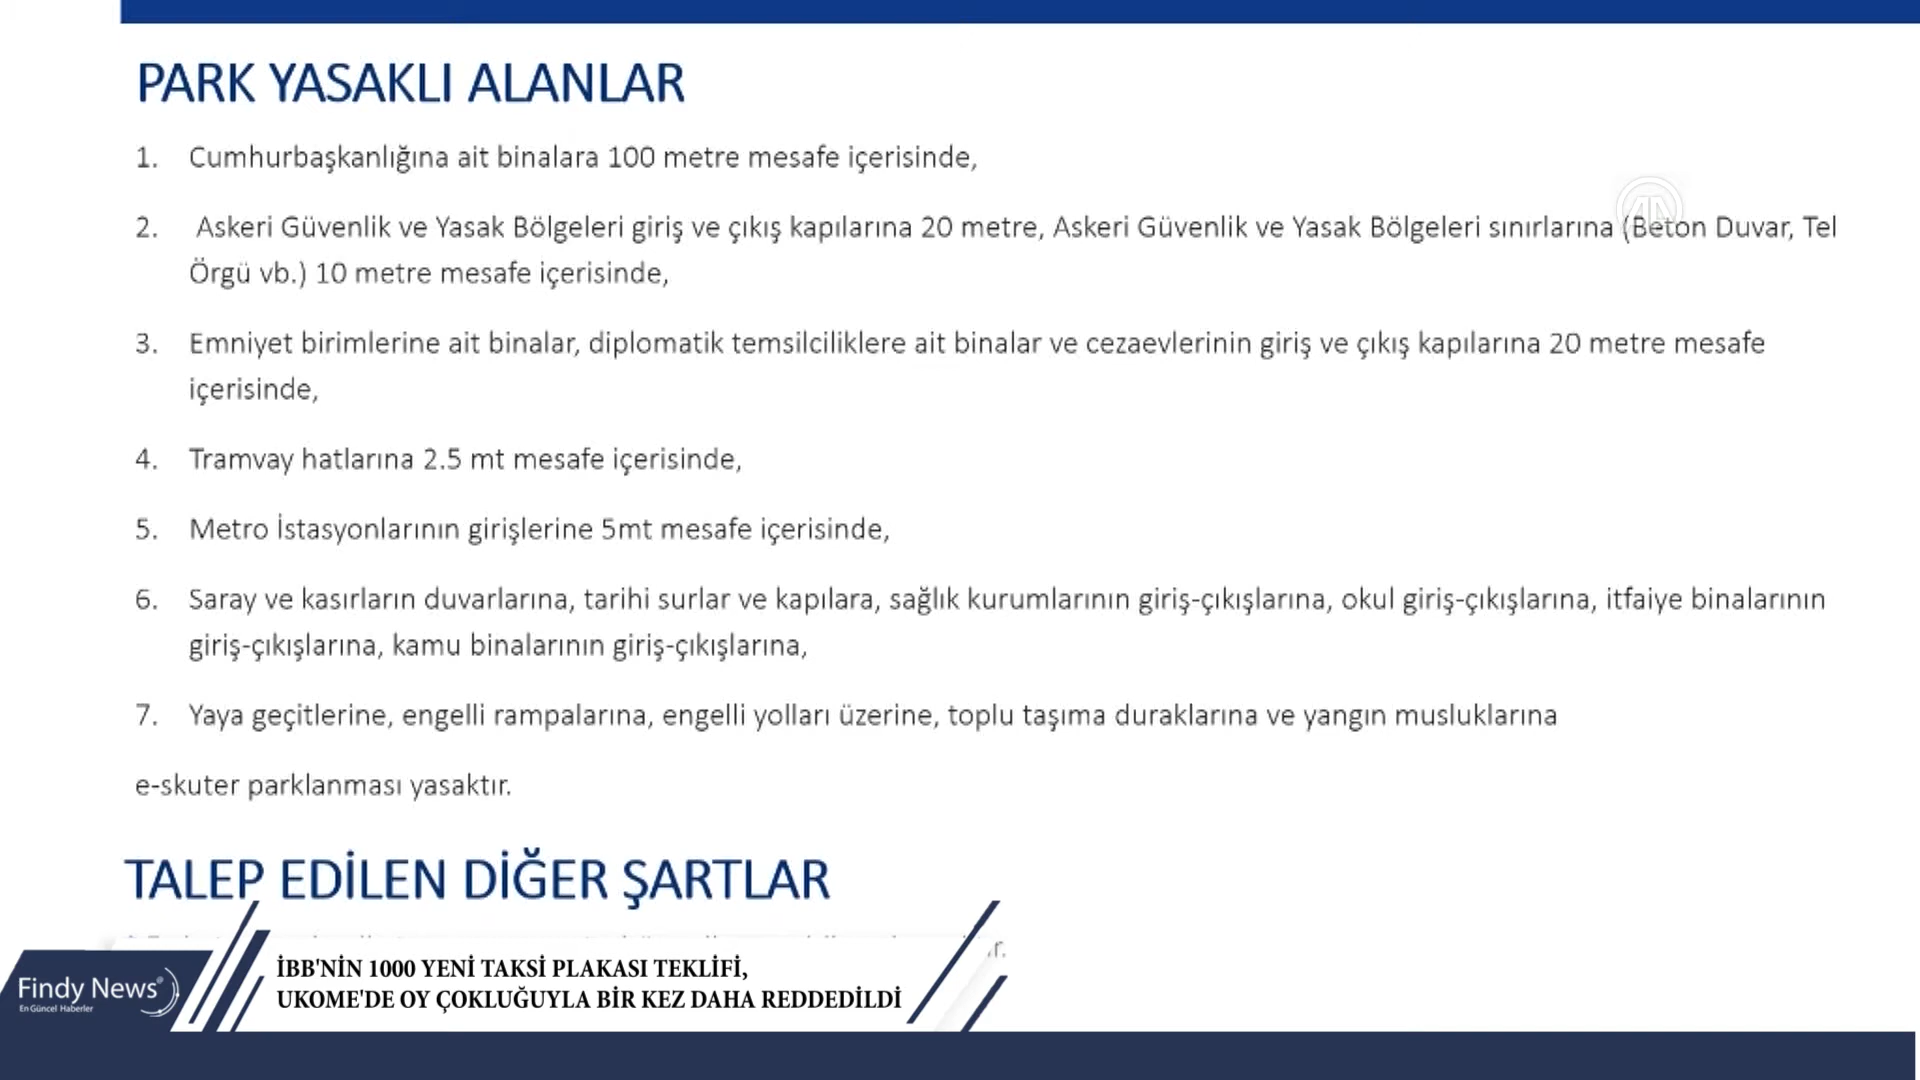 PARK YASAKLI ALANLAR
1. Cumhurbaşkanlığına ait binalara 100 metre mesafe içerisinde,
2. Askeri Güvenlik ve Yasak Bölgeleri giriş ve çıkış kapılarına 20 metre, Askeri Güvenlik ve Yasak Bölgeleri sınırlarına (Beton Duvar, Tel
Örgü vb.) 10 metre mesafe içerisinde,
3. Emniyet birimlerine ait binalar, diplomatik temsilciliklere ait binalar ve cezaevlerinin giriş ve çıkış kapılarına 20 metre mesafe
içerisinde,
4. Tramvay hatlarına 2.5 mt mesafe içerisinde,
5. Metro İstasyonlarının girişlerine 5mt mesafe içerisinde,
6. Saray ve kasırların duvarlarına, tarihi surlar ve kapılara, sağlık kurumlarının giriş-çıkışlarına, okul giriş-çıkışlarına, itfaiye binalarının
giriş-çıkışlarına, kamu binalarının giriş-çıkışlarına,
7. Yaya geçitlerine, engelli rampalarına, engelli yolları üzerine, toplu taşıma duraklarına ve yangın musluklarına
e-skuter parklanması yasaktır.
TALEP EDİLEN DİĞER ŞARTLAR
İBB'NİN 1000 YENİ TAKSİ PLAKASI TEKLİFİ,
UKOME'DE OY ÇOKLUĞUYLA BİR KEZ DAHA REDDEDİLDİ
Findy News®
En Güncel Haberler
AA